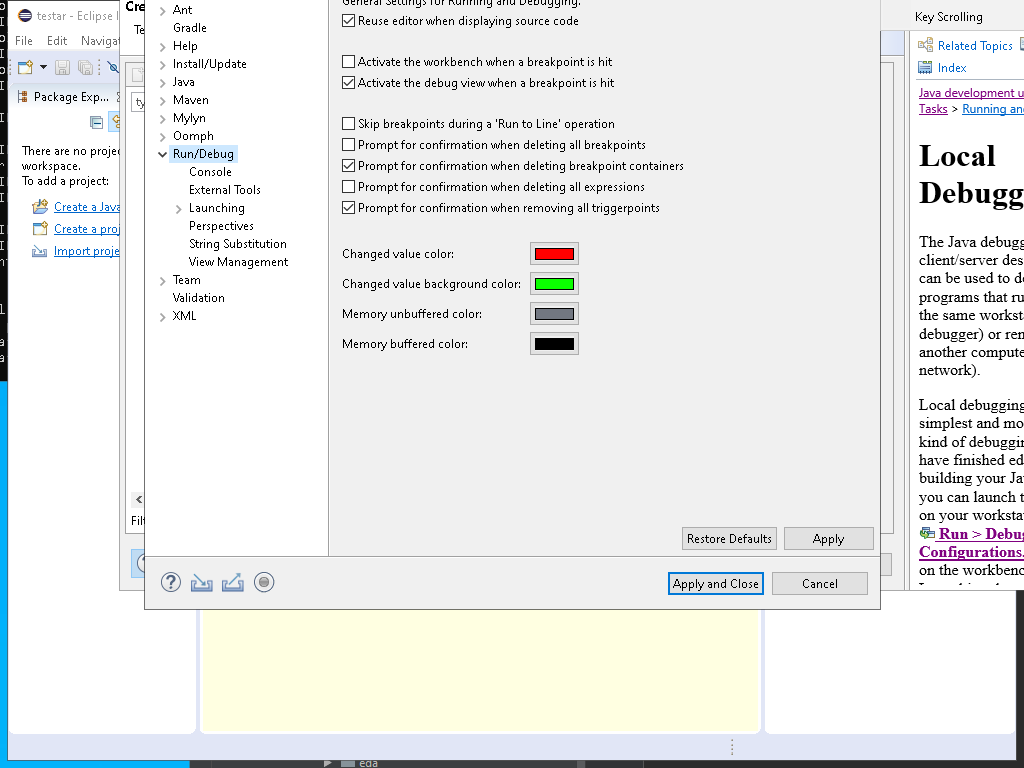 testar - Eclipse I
File Edit Navigat
Package Exp...
There are no projec
workspace.
To add a project:
Create a Java
Create a proj
Import proje
Cre
Te
ty
Filt
Ant
Gradle
Help
Install/Update
Java
Maven
Mylyn
Oomph
Run/Debug
Console
External Tools
Launching
Perspectives
String Substitution
View Management
Team
Validation
XML
General Settings for Running and Debugging.
Reuse editor when displaying source code
Activate the workbench when a breakpoint is hit
Activate the debug view when a breakpoint is hit
Skip breakpoints during a 'Run to Line' operation
Prompt for confirmation when deleting all breakpoints
Prompt for confirmation when deleting breakpoint containers
Prompt for confirmation when deleting all expressions
Prompt for confirmation when removing all triggerpoints
Changed value color:
Changed value background color:
Memory unbuffered color:
Memory buffered color:
Restore Defaults Apply
Apply and Close Cancel
Key Scrolling
Related Topics
Index
Java development u
Tasks > Running and
Local
Debugg
The Java debugg
client/server des
can be used to de
programs that ru
the same worksta
debugger) or ren
another compute
network).
Local debugging
simplest and mo
kind of debuggin
have finished ed
building your Ja
you can launch t
on your worksta
Run > Debug
Configurations.
on the workbenc
eda